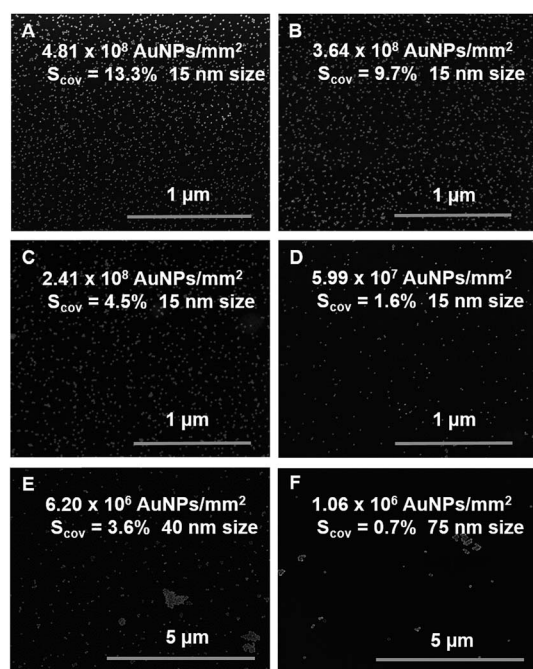 A
4.81 x 10⁸ AuNPs/mm²
S_cov = 13.3% 15 nm size
1 µm
B
3.64 x 10⁸ AuNPs/mm²
S_cov = 9.7% 15 nm size
1 µm
C
2.41 x 10⁸ AuNPs/mm²
S_cov = 4.5% 15 nm size
1 µm
D
5.99 x 10⁷ AuNPs/mm²
S_cov = 1.6% 15 nm size
1 µm
E
6.20 x 10⁶ AuNPs/mm²
S_cov = 3.6% 40 nm size
5 µm
F
1.06 x 10⁶ AuNPs/mm²
S_cov = 0.7% 75 nm size
5 µm